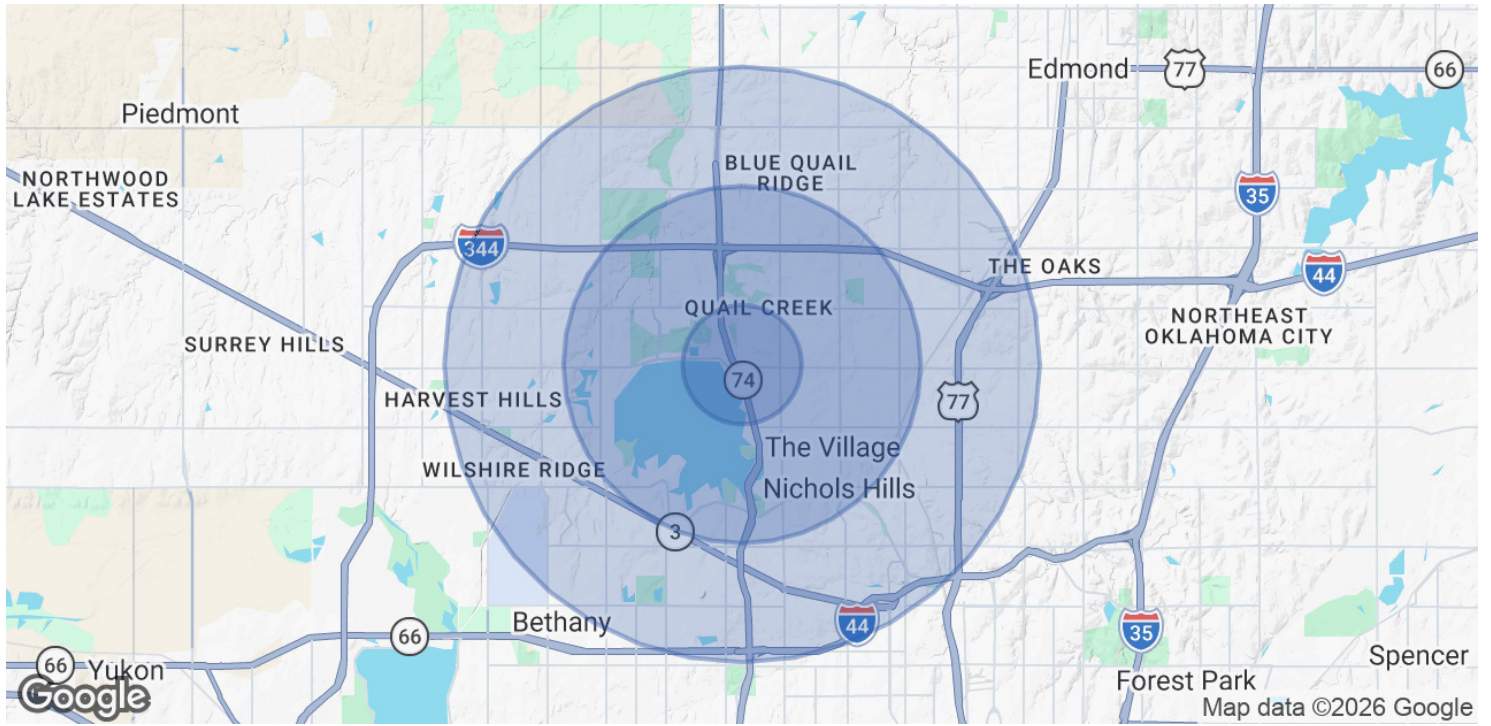 Edmond
77
66
Piedmont
BLUE QUAIL
RIDGE
NORTHWOOD
LAKE ESTATES
35
344
THE OAKS
44
QUAIL CREEK
NORTHEAST
OKLAHOMA CITY
SURREY HILLS
74
HARVEST HILLS
77
The Village
WILSHIRE RIDGE
Nichols Hills
3
Bethany
44
35
66
66
Yukon
Spencer
Forest Park
Google
Map data ©2026 Google